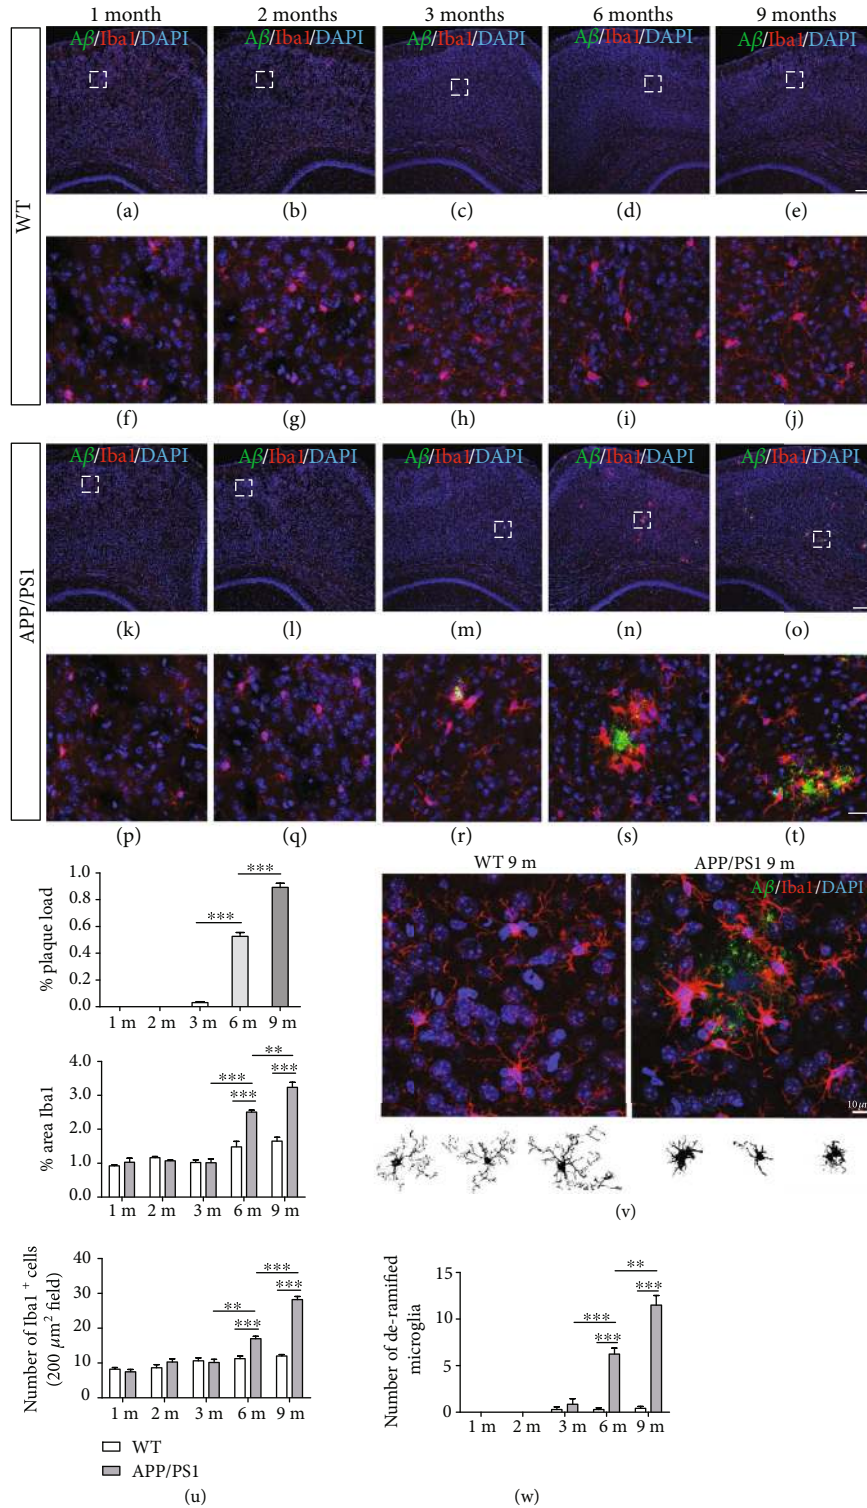 1 month 2 months 3 months 6 months 9 months
WT
Aβ/Iba1/DAPI Aβ/Iba1/DAPI Aβ/Iba1/DAPI Aβ/Iba1/DAPI Aβ/Iba1/DAPI
(a) (b) (c) (d) (e)
(f) (g) (h) (i) (j)
APP/PS1
Aβ/Iba1/DAPI Aβ/Iba1/DAPI Aβ/Iba1/DAPI Aβ/Iba1/DAPI Aβ/Iba1/DAPI
(k) (l) (m) (n) (o)
(p) (q) (r) (s) (t)
% plaque load
1.0
0.8
0.6
0.4
0.2
0.0
***
***
1 m 2 m 3 m 6 m 9 m
% area Iba1
4.0
3.0
2.0
1.0
0.0
**
***
***
***
1 m 2 m 3 m 6 m 9 m
Number of Iba1 + cells
(200 μm2 field)
40
30
20
10
0
***
**
***
***
1 m 2 m 3 m 6 m 9 m
WT
APP/PS1
(u)
WT 9 m APP/PS1 9 m
Aβ/Iba1/DAPI
10 μm
(v)
Number of de-ramified
microglia
15
10
5
0
**
***
***
***
1 m 2 m 3 m 6 m 9 m
(w)